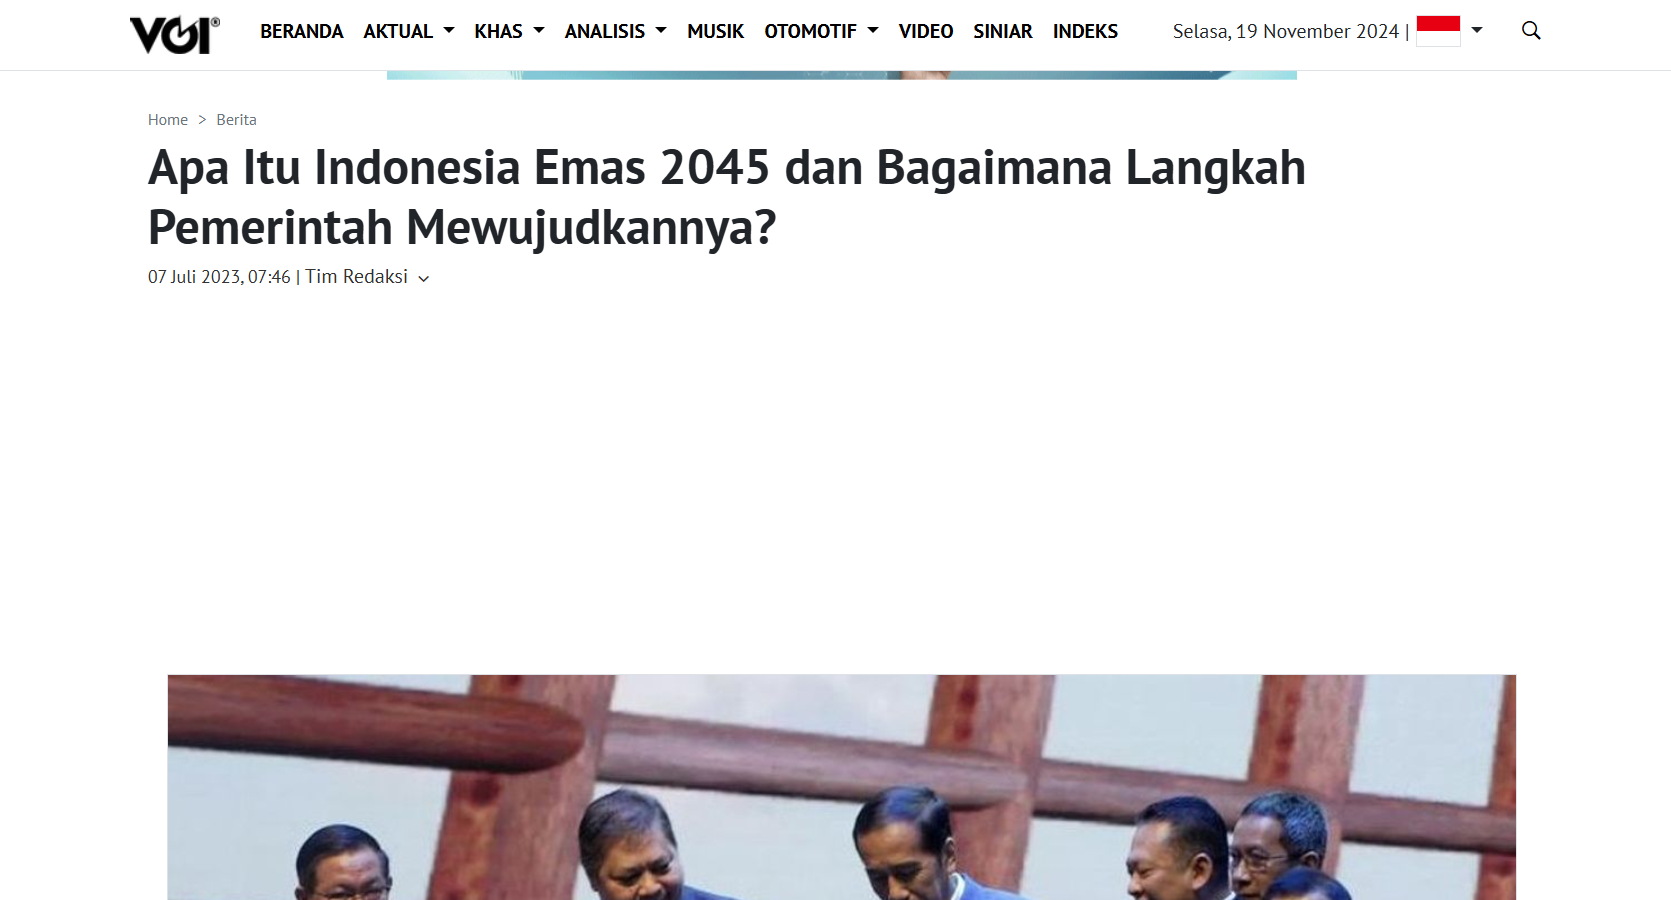 VOI®
BERANDA AKTUAL KHAS ANALISIS MUSIK OTOMOTIF VIDEO SINIAR INDEKS Selasa, 19 November 2024 |
Home > Berita
Apa Itu Indonesia Emas 2045 dan Bagaimana Langkah
Pemerintah Mewujudkannya?
07 Juli 2023, 07:46 | Tim Redaksi